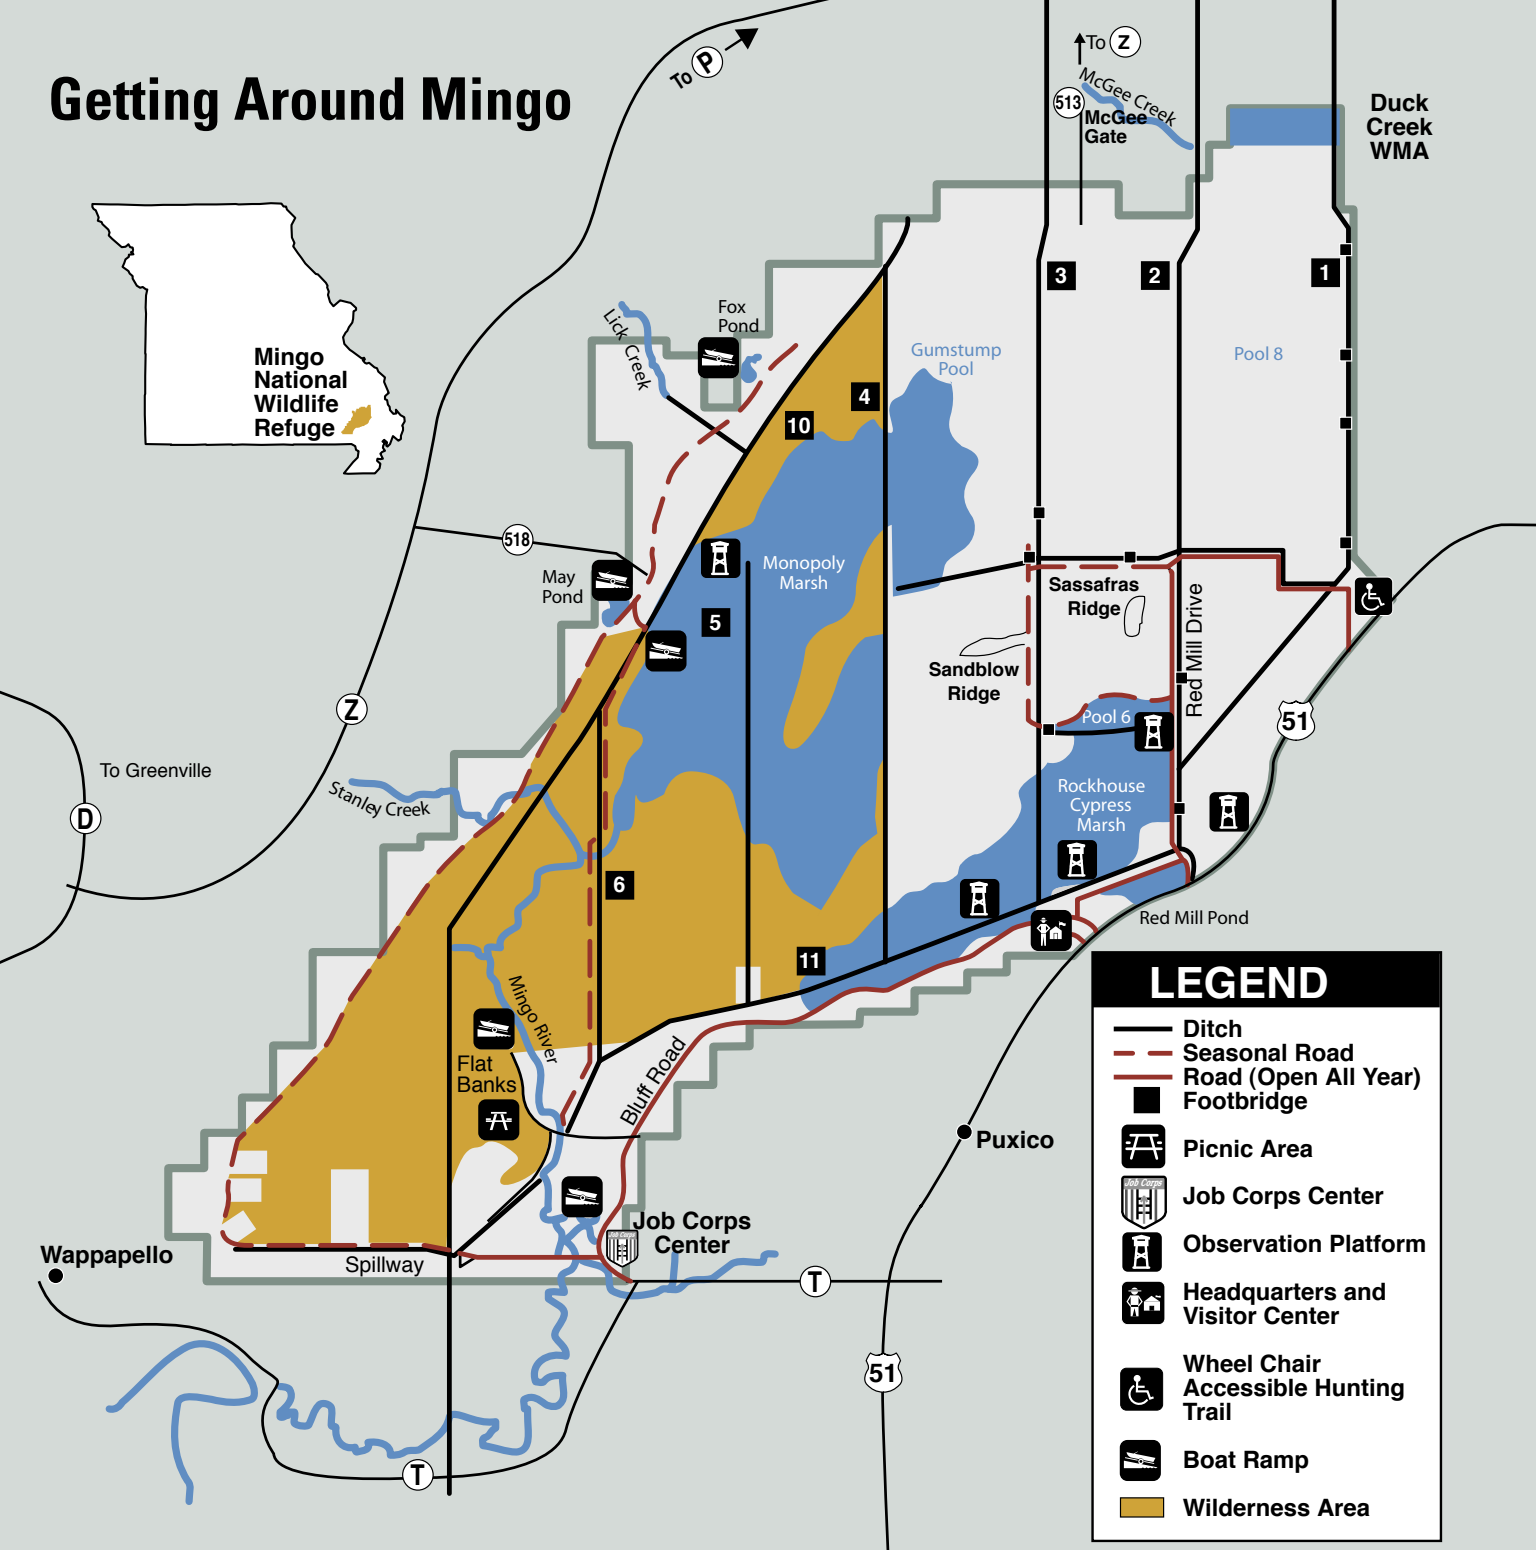 Getting Around Mingo
To P
To Z
513
McGee Creek
McGee
Gate
Duck
Creek
WMA
Mingo
National
Wildlife
Refuge
Fox
Pond
Lick Creek
3
2
1
Gumstump
Pool
Pool 8
4
10
518
May
Pond
Monopoly
Marsh
5
Sassafras
Ridge
Sandblow
Ridge
Red Mill Drive
Pool 6
51
Z
To Greenville
D
Stanley Creek
Rockhouse
Cypress
Marsh
6
Red Mill Pond
11
Mingo River
Flat
Banks
Bluff Road
Puxico
Job Corps
Job Corps
Center
Wappapello
Spillway
T
51
T
LEGEND
Ditch
Seasonal Road
Road (Open All Year)
Footbridge
Picnic Area
Job Corps
Job Corps Center
Observation Platform
Headquarters and
Visitor Center
Wheel Chair
Accessible Hunting
Trail
Boat Ramp
Wilderness Area